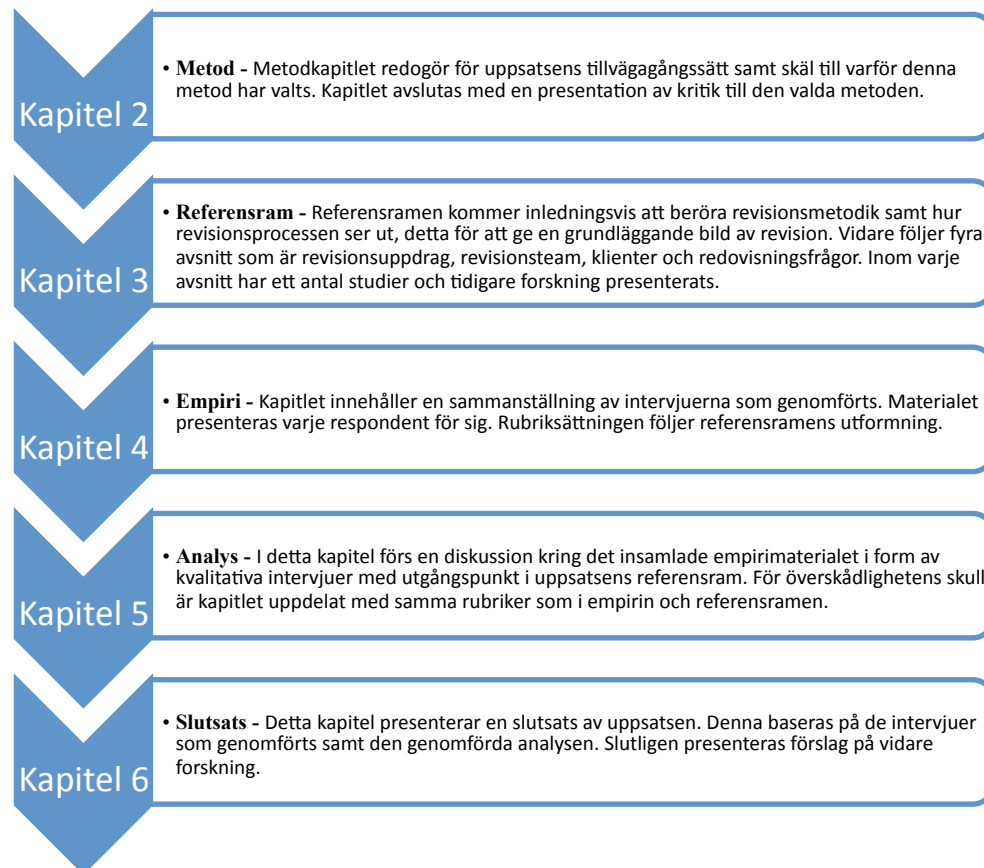 Kapitel 2
• Metod - Metodkapitlet redogör för uppsatsens tillvägagångssätt samt skäl till varför denna
metod har valts. Kapitlet avslutas med en presentation av kritik till den valda metoden.
Kapitel 3
• Referensram - Referensramen kommer inledningsvis att beröra revisionsmetodik samt hur
revisionsprocessen ser ut, detta för att ge en grundläggande bild av revision. Vidare följer fyra
avsnitt som är revisionsuppdrag, revisionsteam, klienter och redovisningsfrågor. Inom varje
avsnitt har ett antal studier och tidigare forskning presenterats.
Kapitel 4
• Empiri - Kapitlet innehåller en sammanställning av intervjuerna som genomförts. Materialet
presenteras varje respondent för sig. Rubriksättningen följer referensramens utformning.
Kapitel 5
• Analys - I detta kapitel förs en diskussion kring det insamlade empirimaterialet i form av
kvalitativa intervjuer med utgångspunkt i uppsatsens referensram. För överskådlighetens skull
är kapitlet uppdelat med samma rubriker som i empirin och referensramen.
Kapitel 6
• Slutsats - Detta kapitel presenterar en slutsats av uppsatsen. Denna baseras på de intervjuer
som genomförts samt den genomförda analysen. Slutligen presenteras förslag på vidare
forskning.